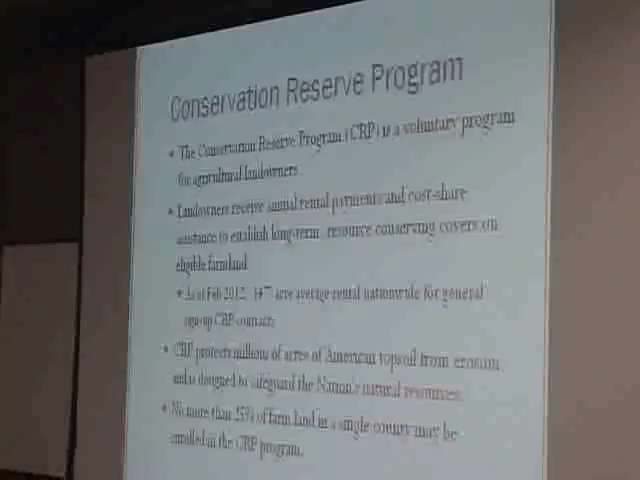 Conservation Reserve Program
• The Conservation Reserve Program (CRP) is a voluntary program
for agricultural landowners.
• Landowners receive annual rental payments and cost-share
assistance to establish long-term, resource conserving covers on
eligible farmland
• As of Feb 2012, acre average rental nationwide for general
sign-up CRP contracts
• CRP protects millions of acres of American topsoil from erosion
and is designed to safeguard the Nation's natural resources.
• No more than 25% of farm land in a single county may be
enrolled in the CRP program.